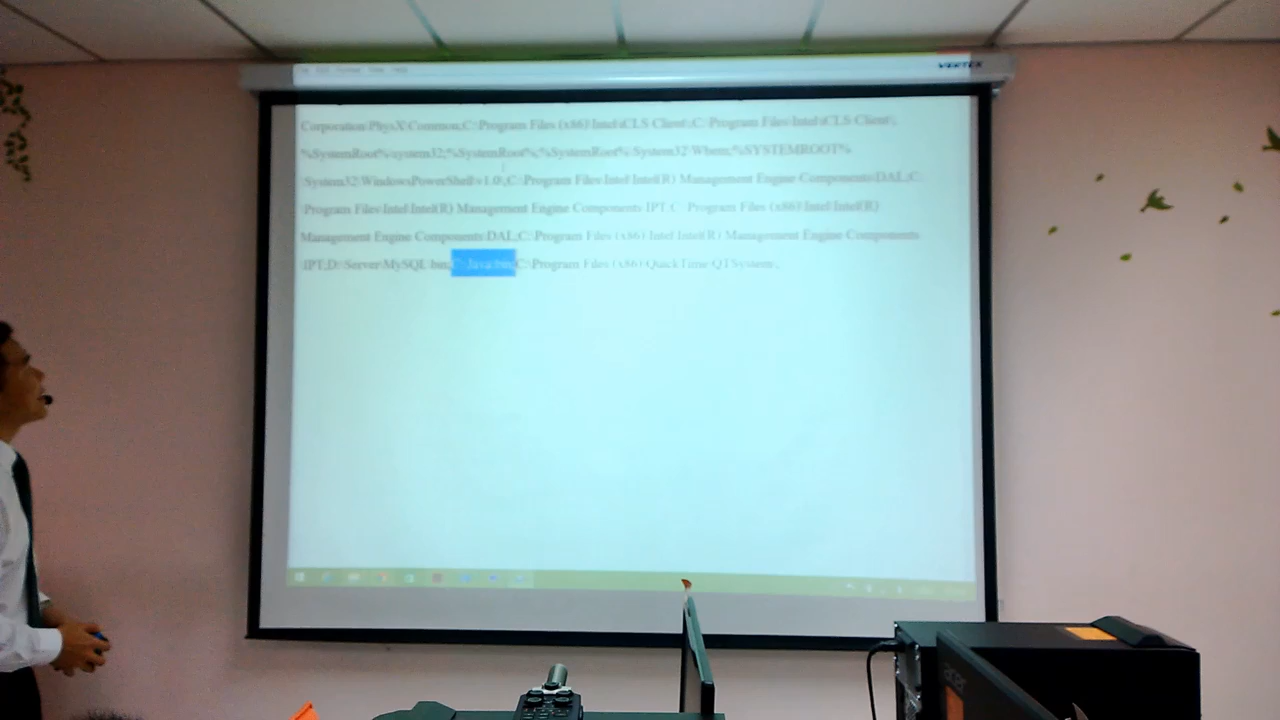 VERTEX
Corporation\PhysX\Common;C:\Program Files (x86)\Intel\iCLS Client\;C:\Program Files\Intel\iCLS Client\;
%SystemRoot%\system32;%SystemRoot%;%SystemRoot%\System32\Wbem;%SYSTEMROOT%
\System32\WindowsPowerShell\v1.0\;C:\Program Files\Intel\Intel(R) Management Engine Components\DAL;C:
\Program Files\Intel\Intel(R) Management Engine Components\IPT;C:\Program Files (x86)\Intel\Intel(R)
Management Engine Components\DAL;C:\Program Files (x86)\Intel\Intel(R) Management Engine Components
\IPT;D:\Server\MySQL\bin;C:\Java\bin;C:\Program Files (x86)\QuickTime\QTSystem\;
acer